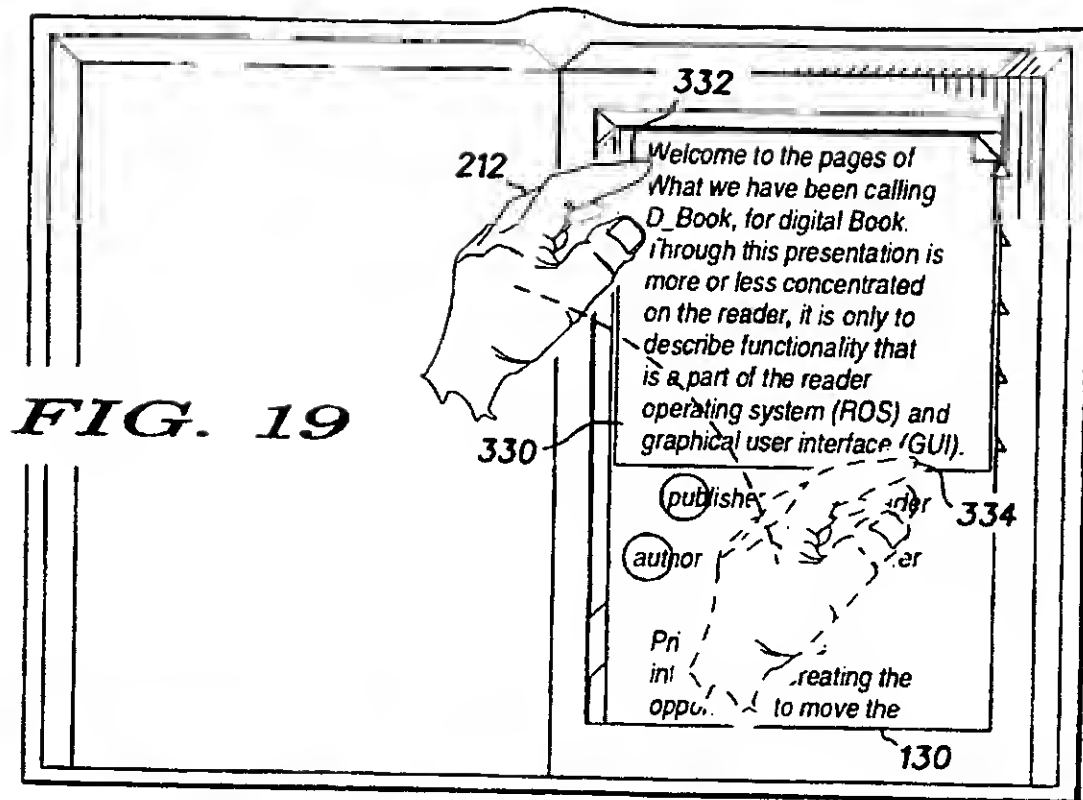 332
212
Welcome to the pages of
What we have been calling
D_Book, for digital Book.
Through this presentation is
more or less concentrated
on the reader, it is only to
describe functionality that
is a part of the reader
operating system (ROS) and
graphical user interface (GUI).
FIG. 19
330
334
publisher
author
Pri
int creating the
to move the
130